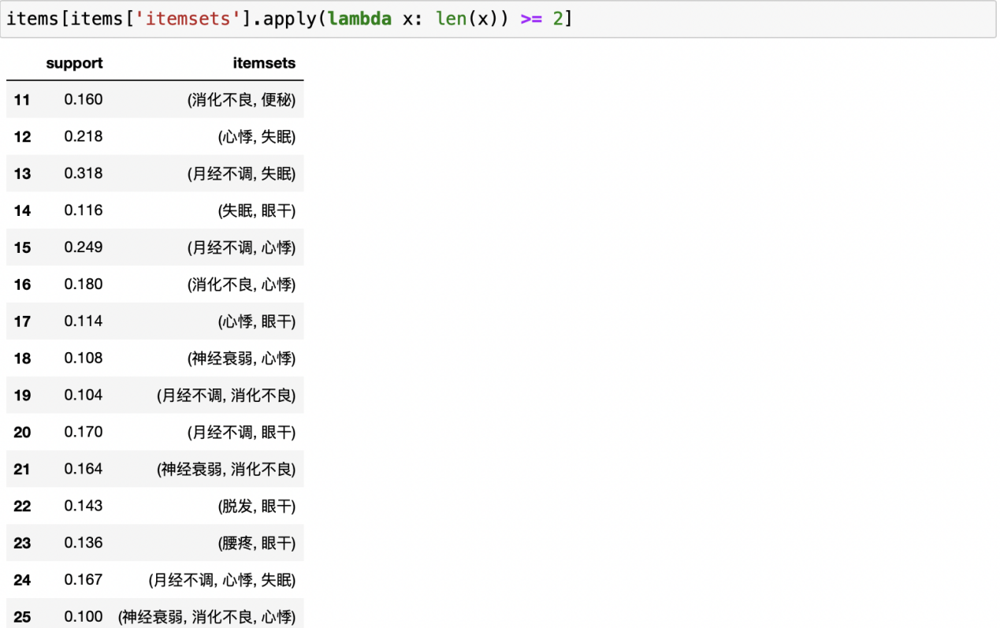 items[items['itemsets'].apply(lambda x: len(x)) >= 2]
support itemsets
11 0.160 (消化不良, 便秘)
12 0.218 (心悸, 失眠)
13 0.318 (月经不调, 失眠)
14 0.116 (失眠, 眼干)
15 0.249 (月经不调, 心悸)
16 0.180 (消化不良, 心悸)
17 0.114 (心悸, 眼干)
18 0.108 (神经衰弱, 心悸)
19 0.104 (月经不调, 消化不良)
20 0.170 (月经不调, 眼干)
21 0.164 (神经衰弱, 消化不良)
22 0.143 (脱发, 眼干)
23 0.136 (腰疼, 眼干)
24 0.167 (月经不调, 心悸, 失眠)
25 0.100 (神经衰弱, 消化不良, 心悸)